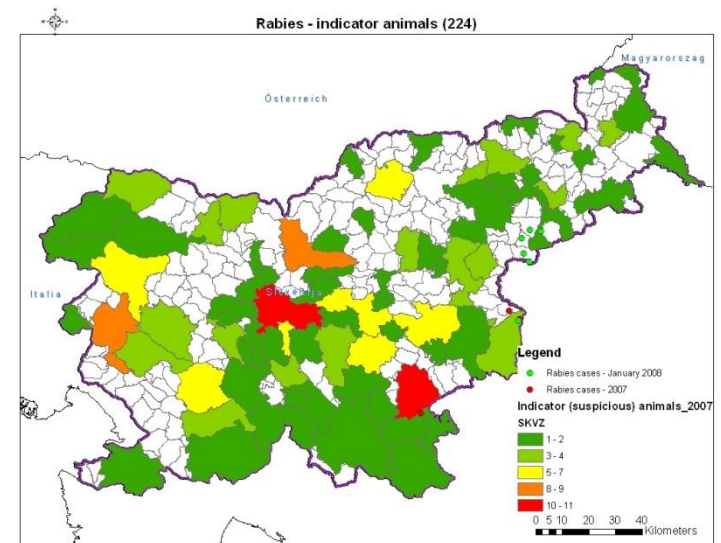 Rabies - indicator animals (224)
Magyarorszag
Österreich
Italia
Legend
Rabies cases - January 2008
Rabies cases - 2007
Indicator (suspicious) animals_2007
SKVZ
1 - 2
3 - 4
5 - 7
8 - 9
10 - 11
0 5 10 20 30 40
Kilometers